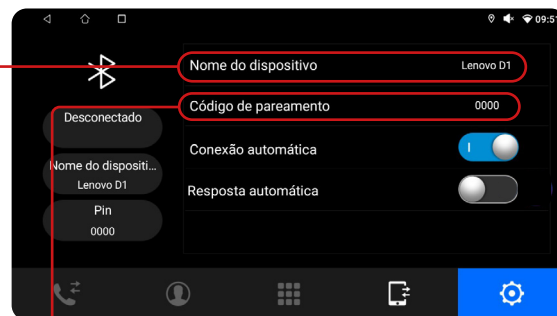 09:51
Nome do dispositivo Lenovo D1
Código de pareamento 0000
Desconectado
Conexão automática
Nome do dispositi...
Lenovo D1
Resposta automática
Pin
0000